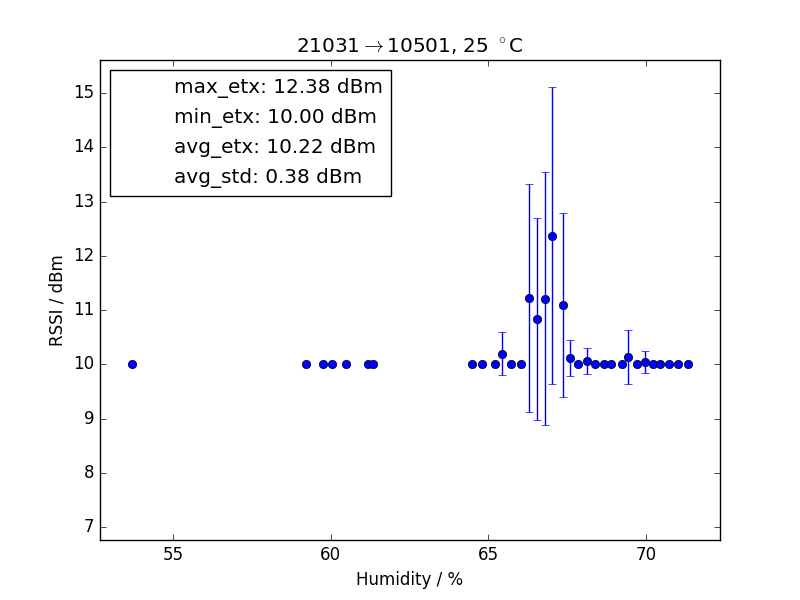 21031→10501, 25 °C
max_etx: 12.38 dBm
min_etx: 10.00 dBm
avg_etx: 10.22 dBm
avg_std: 0.38 dBm
15
14
13
12
11
10
9
8
7
RSSI / dBm
55 60 65 70
Humidity / %